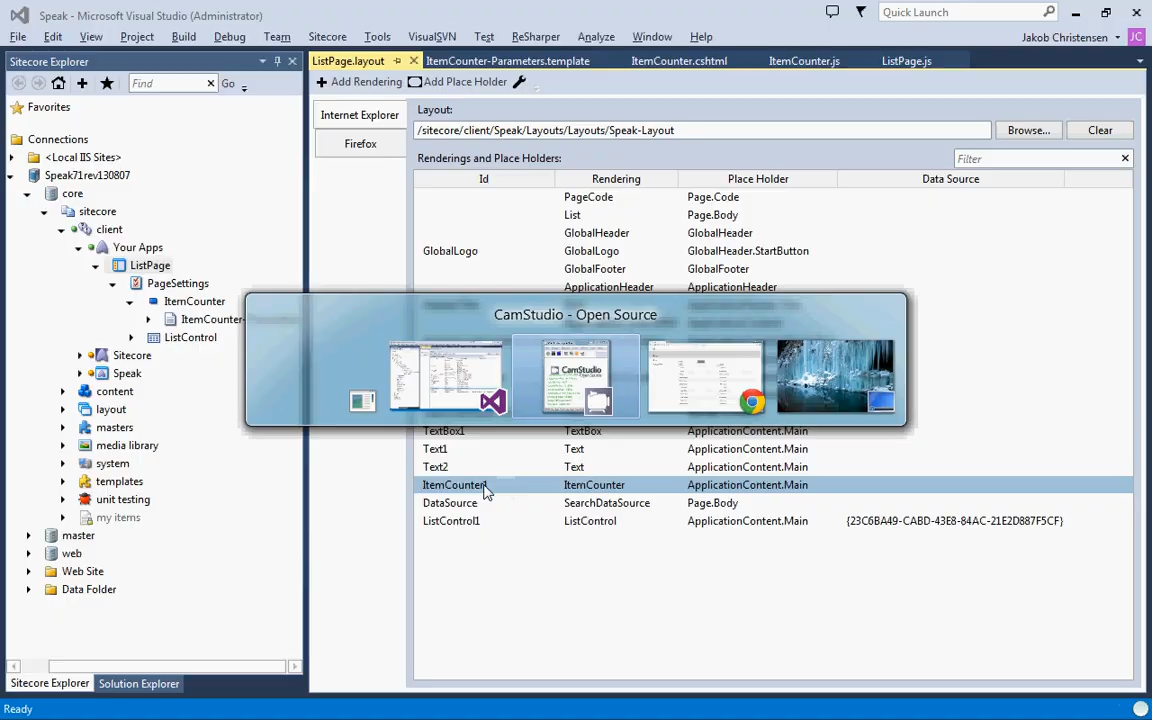 Speak - Microsoft Visual Studio (Administrator)
Quick Launch
File Edit View Project Build Debug Team Sitecore Tools VisualSVN Test ReSharper Analyze Window Help
Jakob Christensen JC
Sitecore Explorer
ListPage.layout ItemCounter-Parameters.template ItemCounter.cshtml ItemCounter.js ListPage.js
Find Go
Add Rendering Add Place Holder
Favorites
Connections
<Local IIS Sites>
Speak71rev130807
core
sitecore
client
Your Apps
ListPage
PageSettings
ItemCounter
ItemCounter-
ListControl
Sitecore
Speak
content
layout
masters
media library
system
templates
unit testing
my items
master
web
Web Site
Data Folder
Sitecore Explorer Solution Explorer
Internet Explorer
Firefox
Layout:
/sitecore/client/Speak/Layouts/Layouts/Speak-Layout
Browse... Clear
Renderings and Place Holders:
Filter
Id Rendering Place Holder Data Source
PageCode Page.Code
List Page.Body
GlobalHeader GlobalHeader
GlobalLogo GlobalLogo GlobalHeader.StartButton
GlobalFooter GlobalFooter
ApplicationHeader ApplicationHeader
CamStudio - Open Source
CamStudio
TextBox1 TextBox ApplicationContent.Main
Text1 Text ApplicationContent.Main
Text2 Text ApplicationContent.Main
ItemCounter1 ItemCounter ApplicationContent.Main
DataSource SearchDataSource Page.Body
ListControl1 ListControl ApplicationContent.Main {23C6BA49-CABD-43E8-84AC-21E2D887F5CF}
Ready